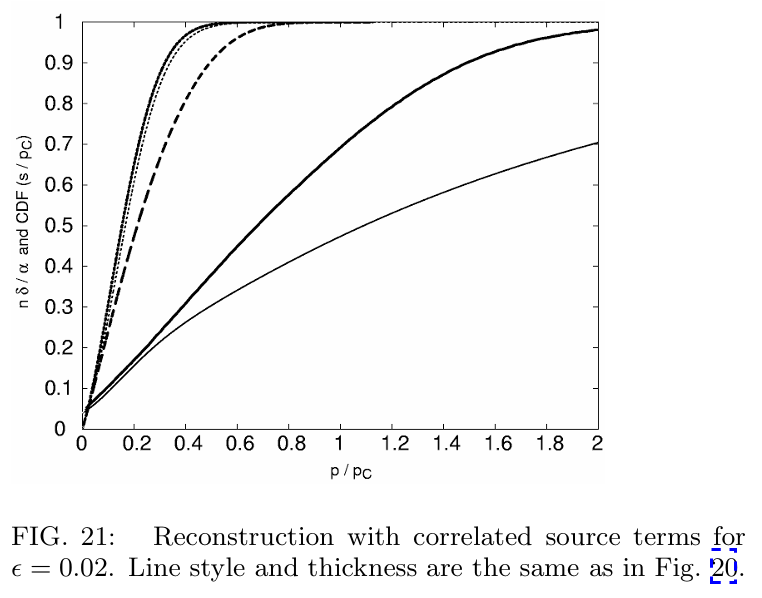 1
0.9
0.8
0.7
0.6
0.5
0.4
0.3
0.2
0.1
0
n δ / α and CDF (s / pC)
0 0.2 0.4 0.6 0.8 1 1.2 1.4 1.6 1.8 2
p / pC
FIG. 21: Reconstruction with correlated source terms for
ϵ = 0.02. Line style and thickness are the same as in Fig. 20.